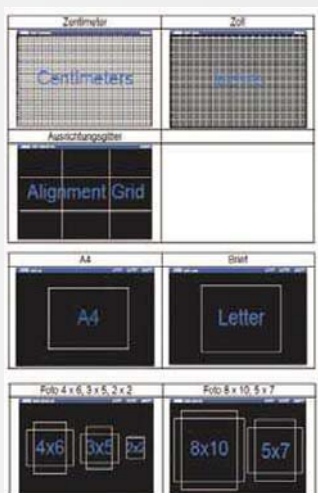 Zentimeter Zoll
Centimeters
Ausrichtungsgitter
Alignment Grid
A4 Brief
A4 Letter
Foto 4 x 6, 3 x 5, 2 x 2 Foto 8 x 10, 5 x 7
4x6 3x5 2x2 8x10 5x7